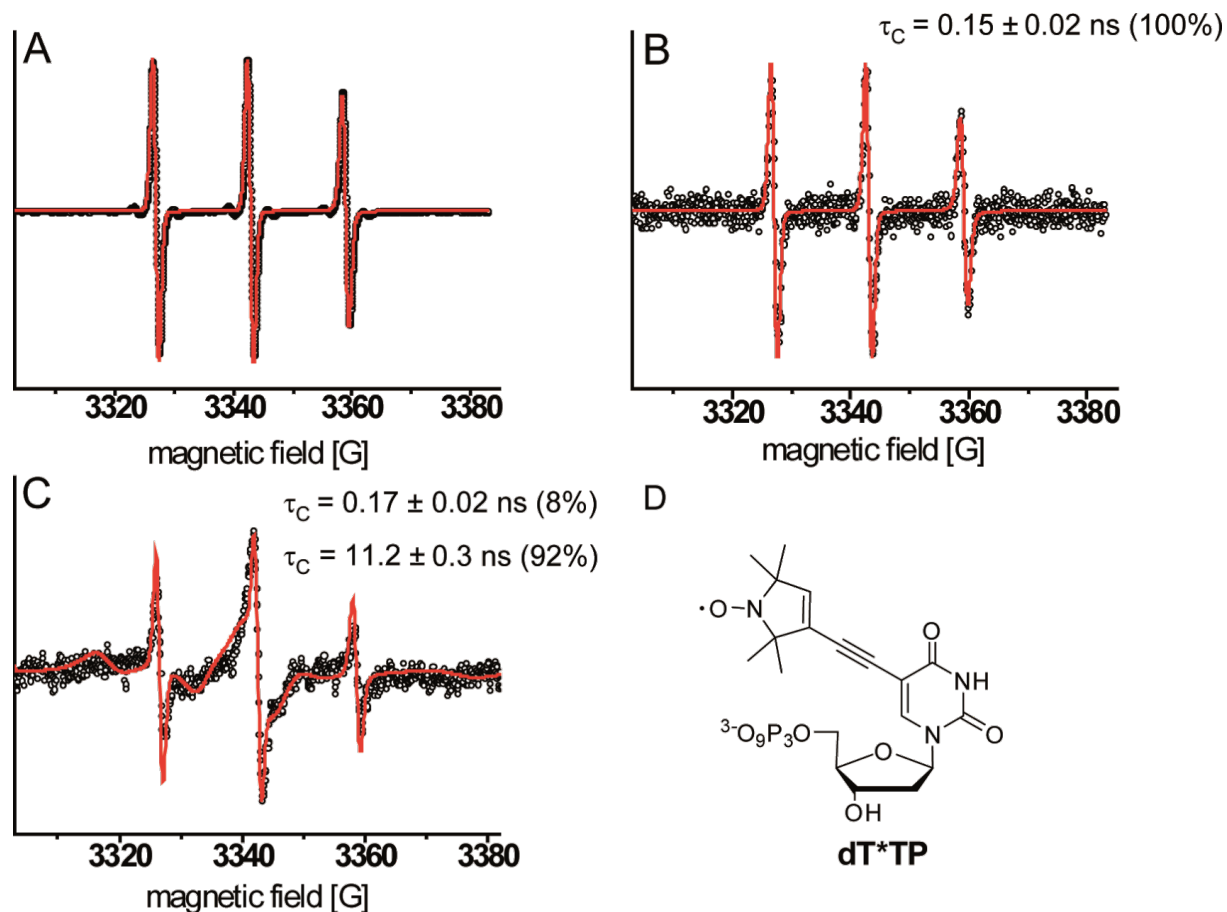 A
3320 3340 3360 3380
magnetic field [G]
B
τC = 0.15 ± 0.02 ns (100%)
3320 3340 3360 3380
magnetic field [G]
C
τC = 0.17 ± 0.02 ns (8%)
τC = 11.2 ± 0.3 ns (92%)
3320 3340 3360 3380
magnetic field [G]
D
·O
N
O
NH
N
O
3-O9P3O
O
OH
dT*TP